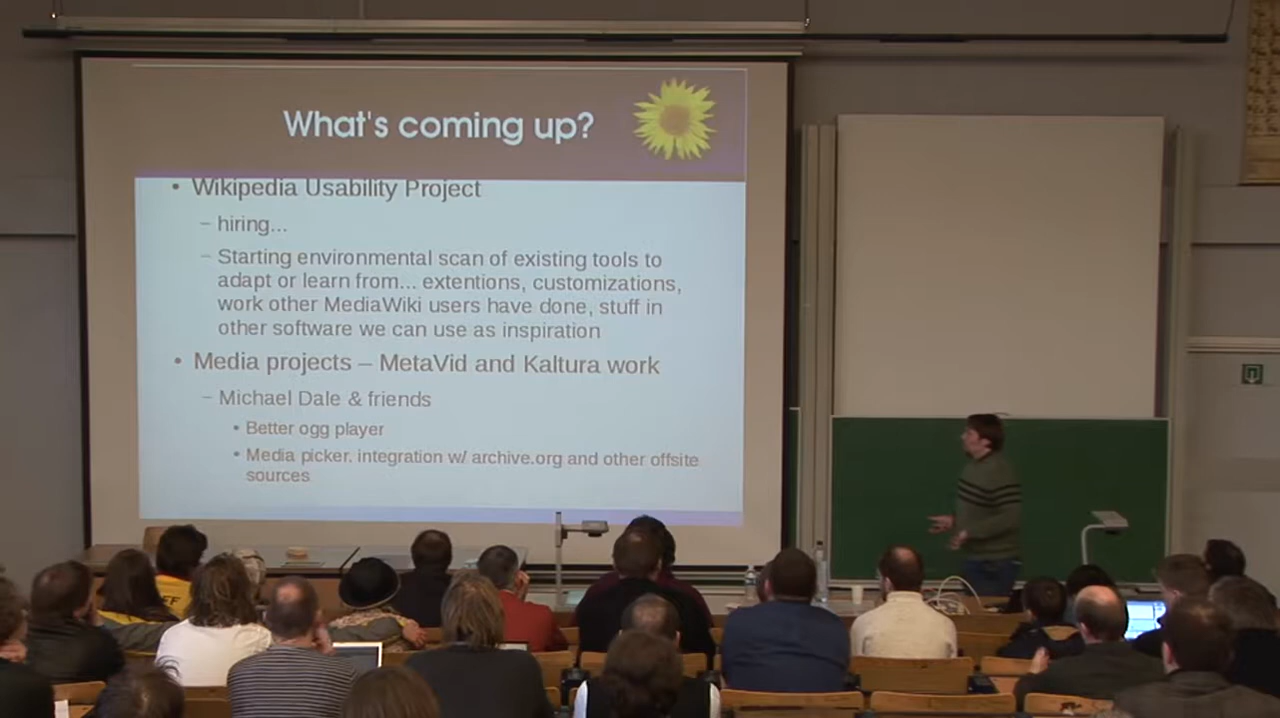 What's coming up?
• Wikipedia Usability Project
– hiring...
– Starting environmental scan of existing tools to
adapt or learn from... extentions, customizations,
work other MediaWiki users have done, stuff in
other software we can use as inspiration
• Media projects – MetaVid and Kaltura work
– Michael Dale & friends
• Better ogg player
• Media picker. integration w/ archive.org and other offsite
sources